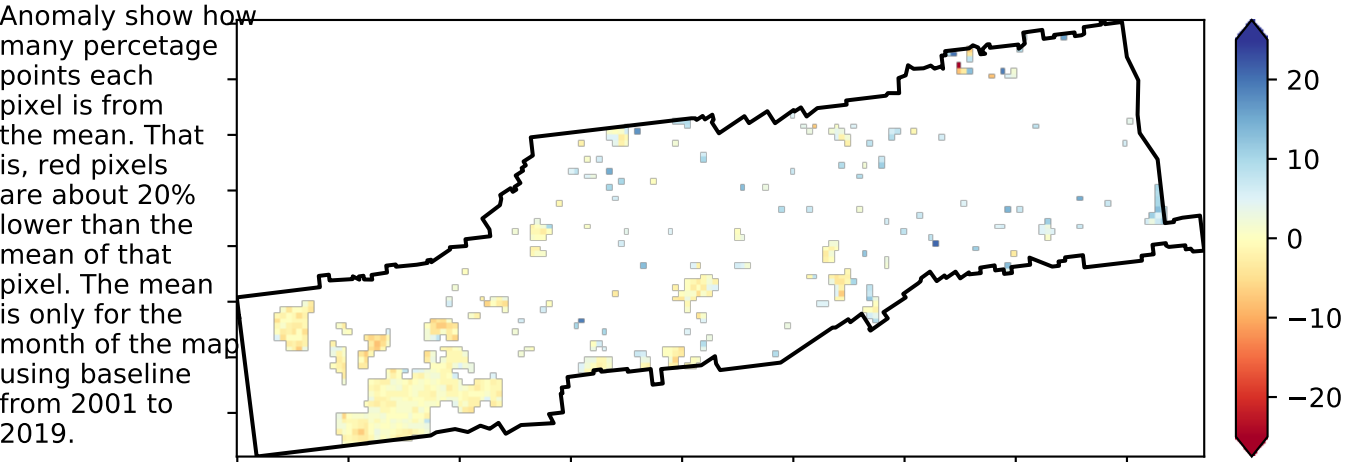 Anomaly show how
many percetage
points each
pixel is from
the mean. That
is, red pixels
are about 20%
lower than the
mean of that
pixel. The mean
is only for the
month of the map
using baseline
from 2001 to
2019.
20
10
0
−10
−20